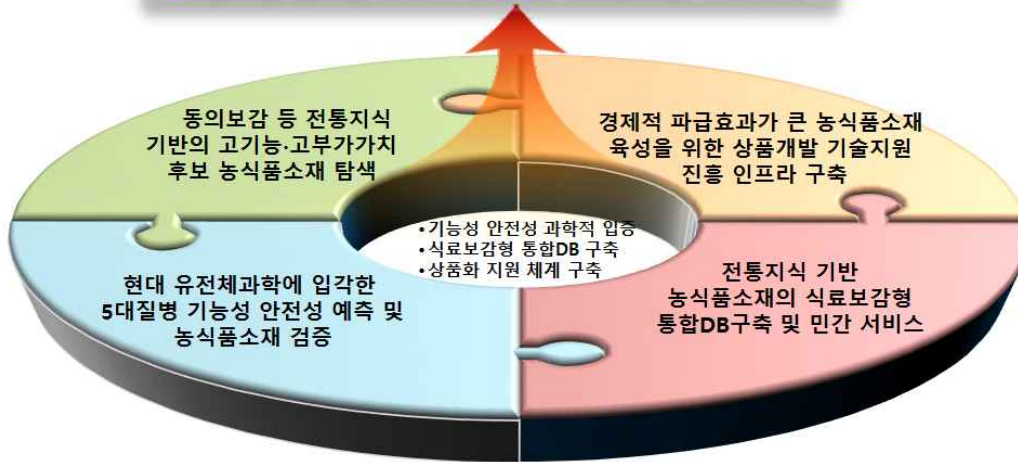 동의보감 등 전통지식
기반의 고기능·고부가가치
후보 농식품소재 탐색
경제적 파급효과가 큰 농식품소재
육성을 위한 상품개발 기술지원
진흥 인프라 구축
•기능성 안전성 과학적 입증
•식료보감형 통합DB 구축
•상품화 지원 체계 구축
현대 유전체과학에 입각한
5대질병 기능성 안전성 예측 및
농식품소재 검증
전통지식 기반
농식품소재의 식료보감형
통합DB구축 및 민간 서비스